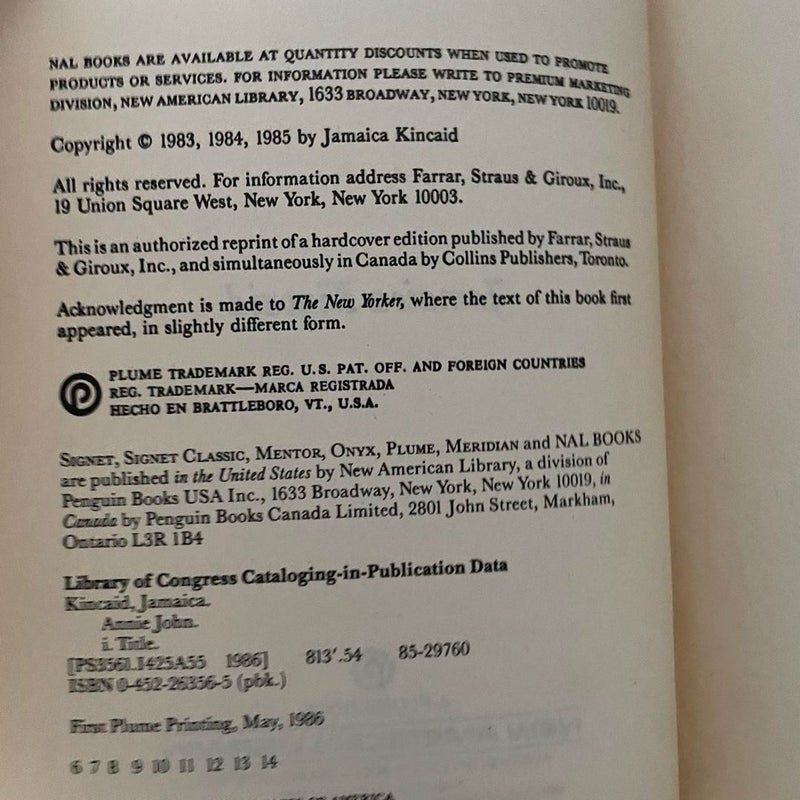 NAL BOOKS ARE AVAILABLE AT QUANTITY DISCOUNTS WHEN USED TO PROMOTE
PRODUCTS OR SERVICES. FOR INFORMATION PLEASE WRITE TO PREMIUM MARKETING
DIVISION, NEW AMERICAN LIBRARY, 1633 BROADWAY, NEW YORK, NEW YORK 10019.
Copyright © 1983, 1984, 1985 by Jamaica Kincaid
All rights reserved. For information address Farrar, Straus & Giroux, Inc.,
19 Union Square West, New York, New York 10003.
This is an authorized reprint of a hardcover edition published by Farrar, Straus
& Giroux, Inc., and simultaneously in Canada by Collins Publishers, Toronto.
Acknowledgment is made to The New Yorker, where the text of this book first
appeared, in slightly different form.
PLUME TRADEMARK REG. U.S. PAT. OFF. AND FOREIGN COUNTRIES
REG. TRADEMARK—MARCA REGISTRADA
HECHO EN BRATTLEBORO, VT., U.S.A.
SIGNET, SIGNET CLASSIC, MENTOR, ONYX, PLUME, MERIDIAN and NAL BOOKS
are published in the United States by New American Library, a division of
Penguin Books USA Inc., 1633 Broadway, New York, New York 10019, in
Canada by Penguin Books Canada Limited, 2801 John Street, Markham,
Ontario L3R 1B4
Library of Congress Cataloging-in-Publication Data
Kincaid, Jamaica.
Annie John.
i. Title.
[PS3561.I425A55 1986] 813'.54 85-29760
ISBN 0-452-26356-5 (pbk.)
First Plume Printing, May, 1986
6 7 8 9 10 11 12 13 14
OF AMERICA